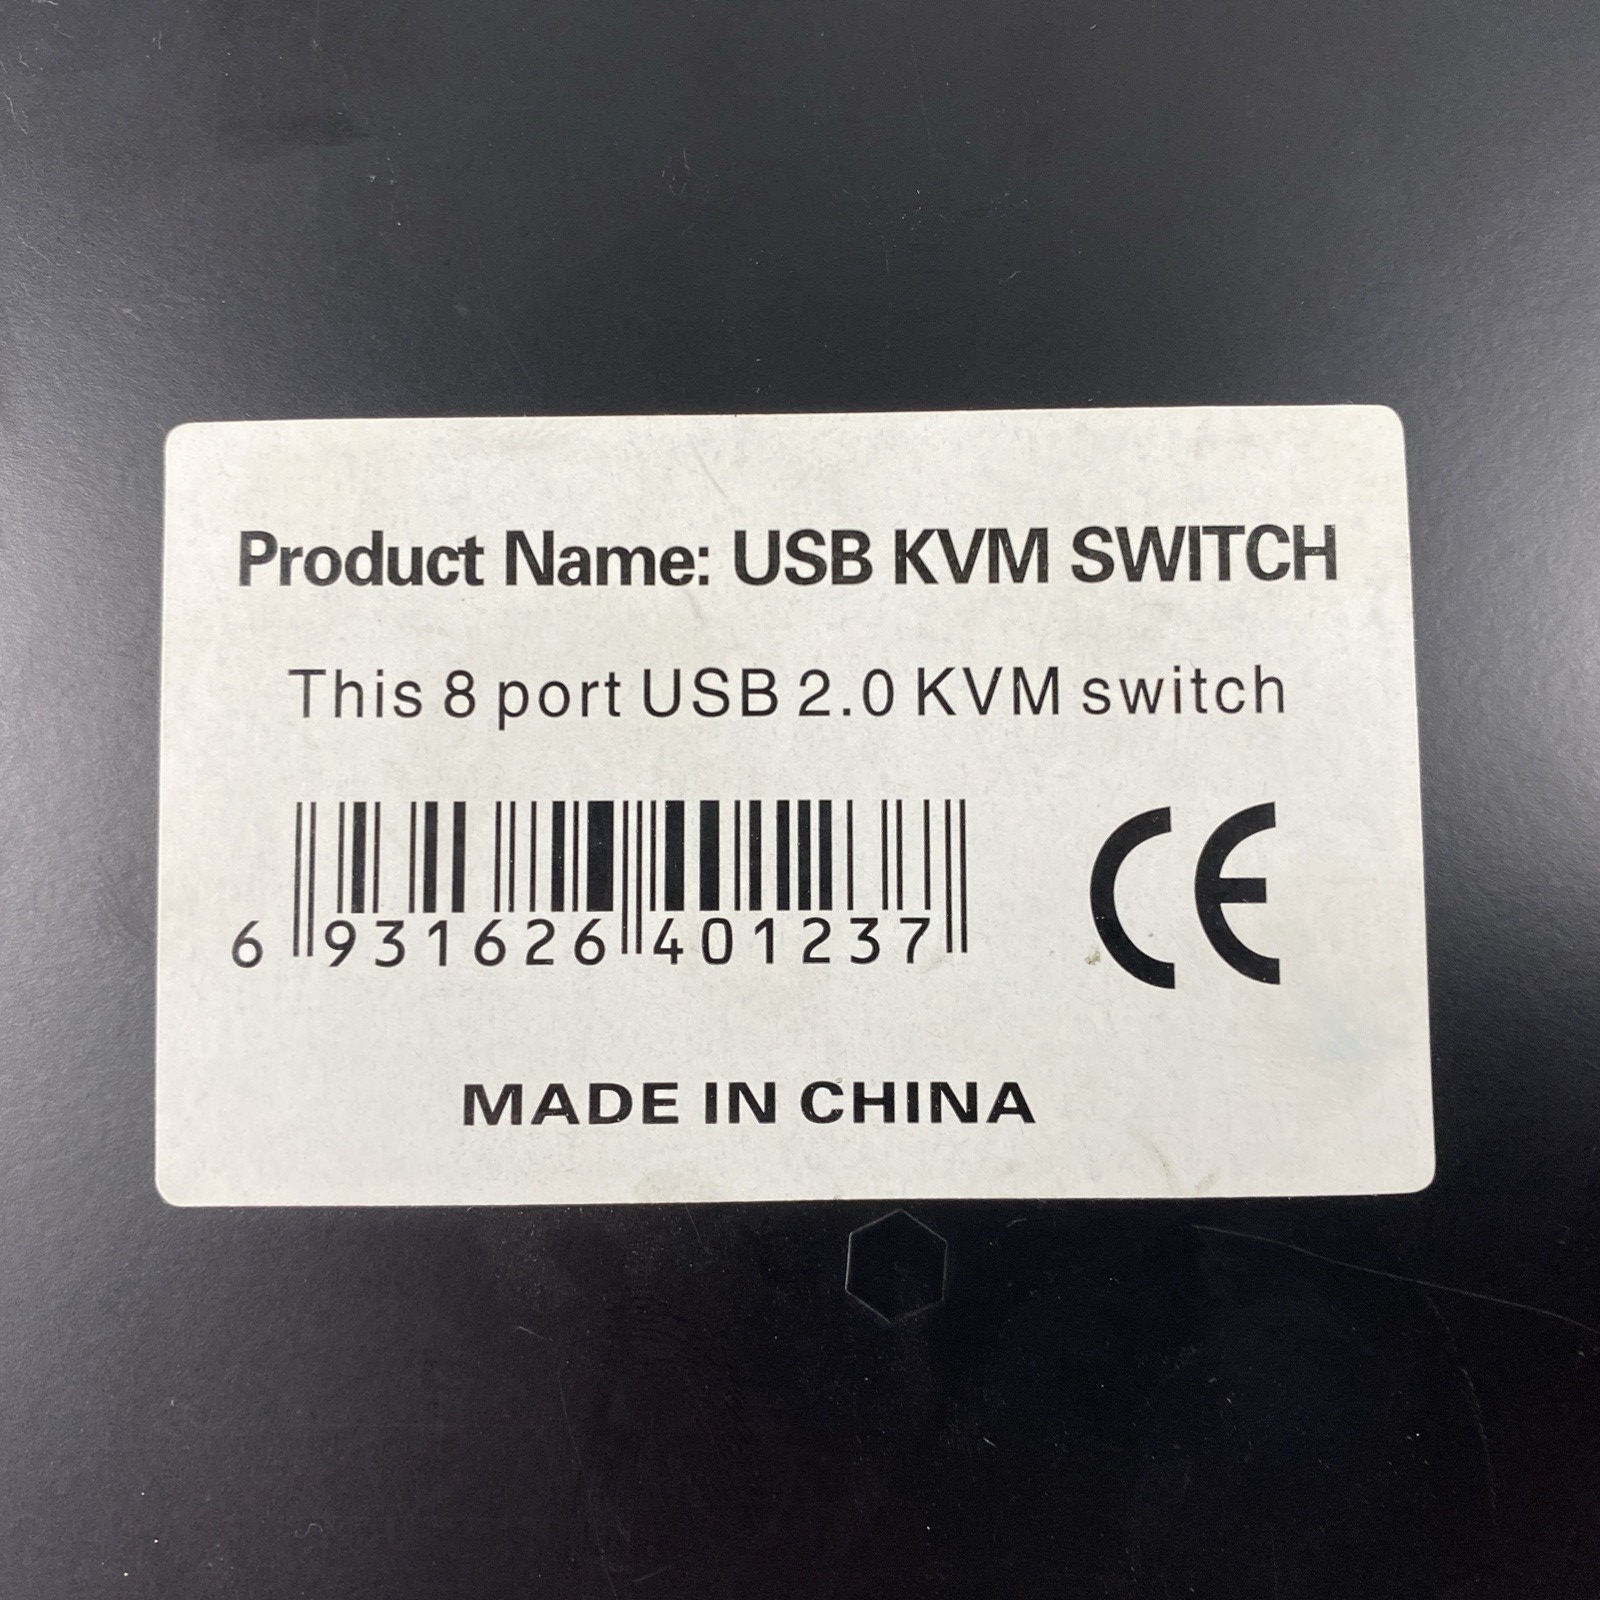 Product Name: USB KVM SWITCH
This 8 port USB 2.0 KVM switch
6 931626 401237
CE
MADE IN CHINA